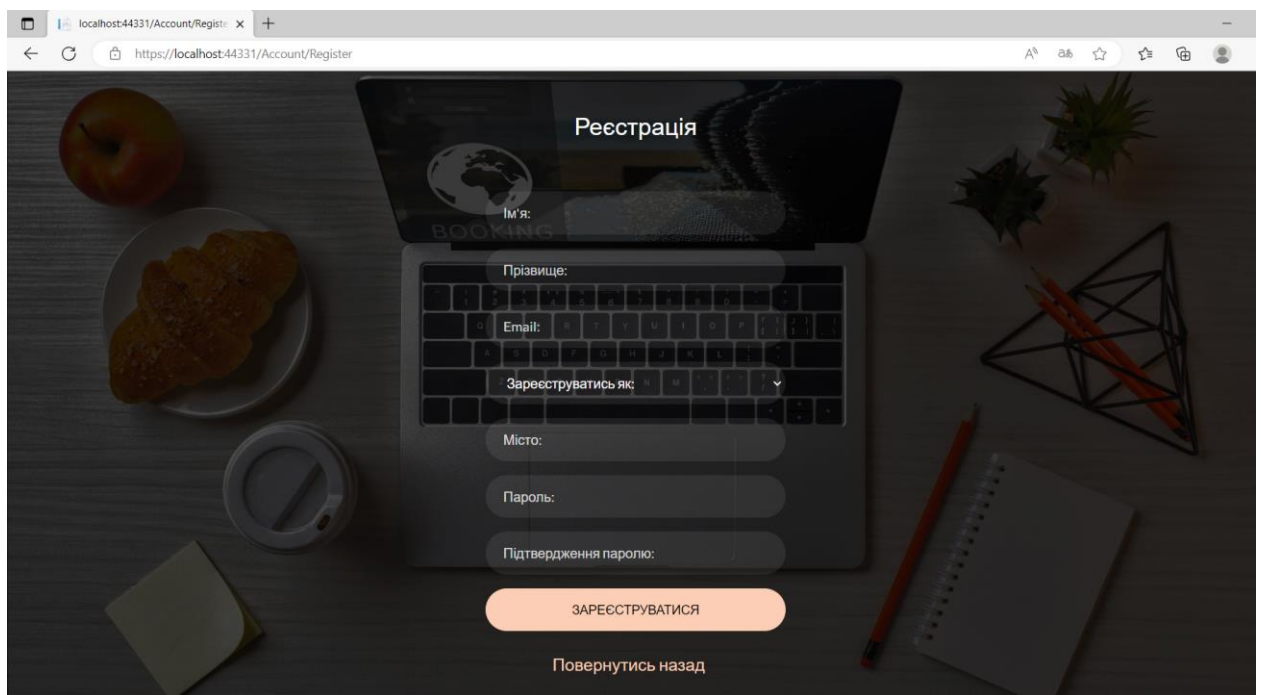 localhost:44331/Account/Registe
https://localhost:44331/Account/Register
Реєстрація
Ім'я:
BOOKING
Прізвище:
Email:
Зареєструватись як:
Місто:
Пароль:
Підтвердження паролю:
ЗАРЕЄСТРУВАТИСЯ
Повернутись назад